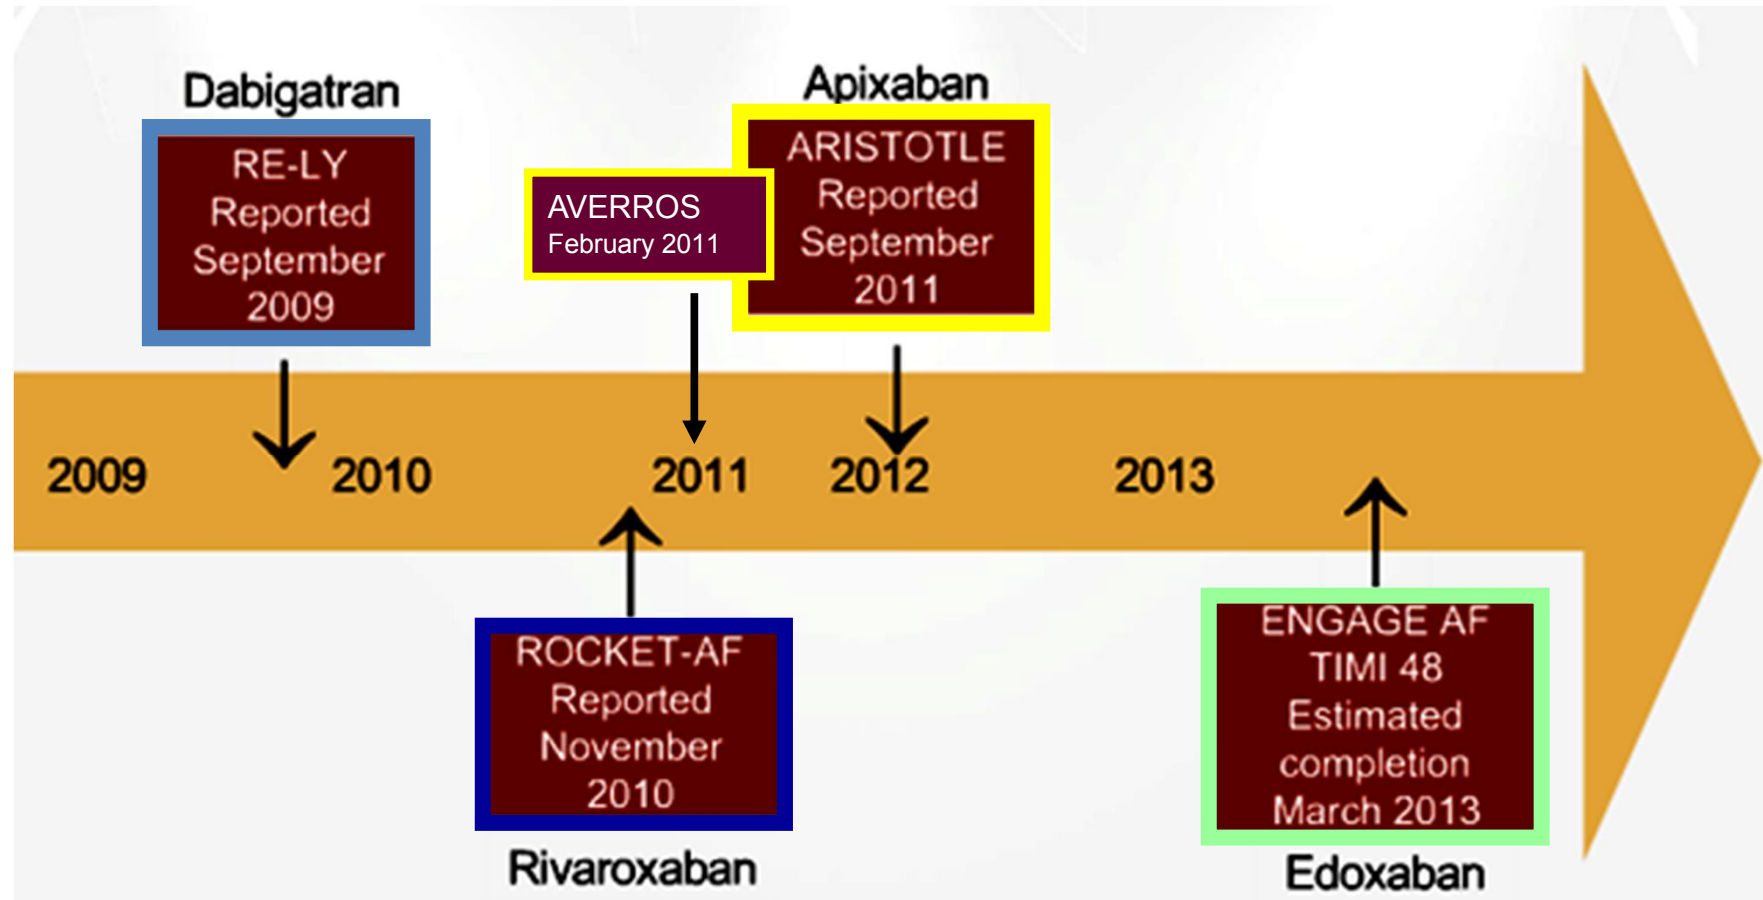 Dabigatran
RE-LY
Reported
September
2009
AVERROS
February 2011
Apixaban
ARISTOTLE
Reported
September
2011
2009 2010 2011 2012 2013
ROCKET-AF
Reported
November
2010
Rivaroxaban
ENGAGE AF
TIMI 48
Estimated
completion
March 2013
Edoxaban